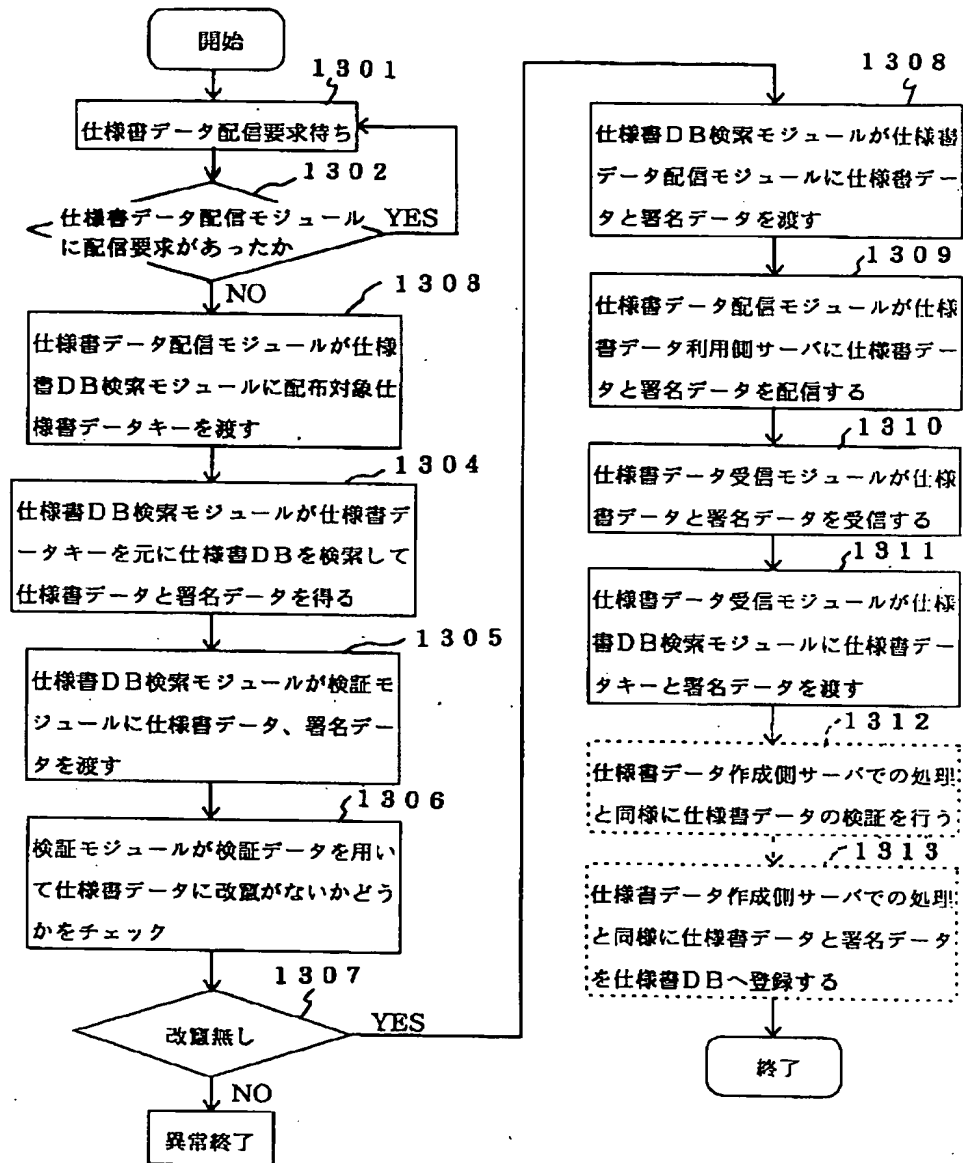 開始
1301
仕様書データ配信要求待ち
1302
仕様書データ配信モジュール
に配信要求があったか
YES
NO
1303
仕様書データ配信モジュールが仕様
書DB検索モジュールに配布対象仕
様書データキーを渡す
1304
仕様書DB検索モジュールが仕様書デ
ータキーを元に仕様書DBを検索して
仕様書データと署名データを得る
1305
仕様書DB検索モジュールが検証モ
ジュールに仕様書データ、署名デー
タを渡す
1306
検証モジュールが検証データを用い
て仕様書データに改竄がないかどう
かをチェック
1307
改竄無し
YES
NO
異常終了
1308
仕様書DB検索モジュールが仕様書
データ配信モジュールに仕様書デー
タと署名データを渡す
1309
仕様書データ配信モジュールが仕様
書データ利用側サーバに仕様書デー
タと署名データを配信する
1310
仕様書データ受信モジュールが仕様
書データと署名データを受信する
1311
仕様書データ受信モジュールが仕様
書DB検索モジュールに仕様書デー
タキーと署名データを渡す
1312
仕様書データ作成側サーバでの処理
と同様に仕様書データの検証を行う
1313
仕様書データ作成側サーバでの処理
と同様に仕様書データと署名データ
を仕様書DBへ登録する
終了